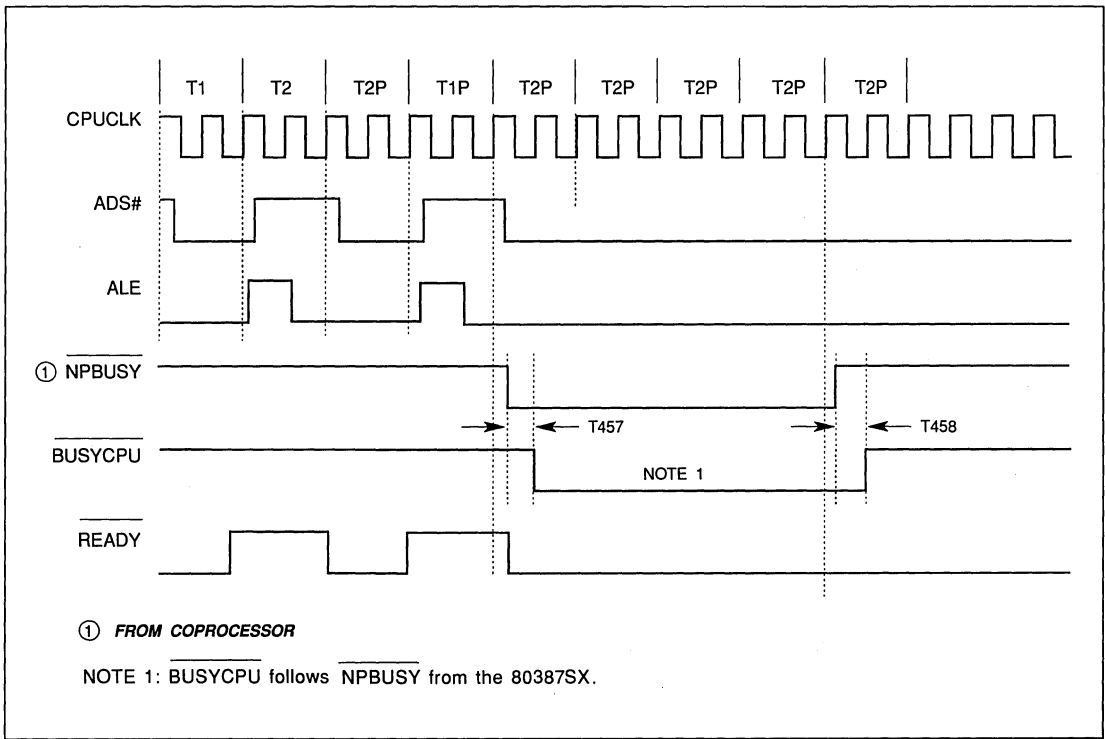 T1 T2 T2P T1P T2P T2P T2P T2P T2P
CPUCLK
ADS#
ALE
① NPBUSY
T457 T458
BUSYCPU
NOTE 1
READY
① FROM COPROCESSOR
NOTE 1: BUSYCPU follows NPBUSY from the 80387SX.